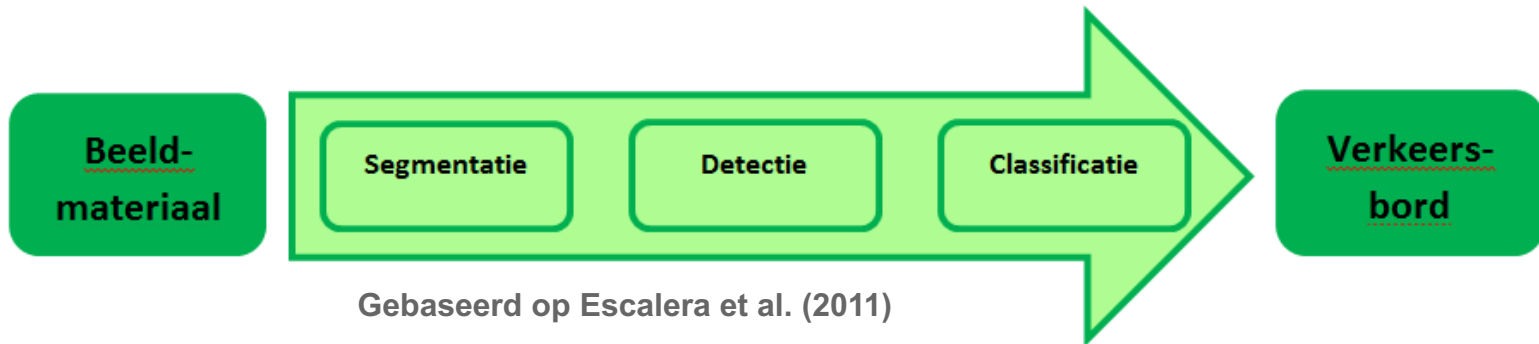 Beeld-
materiaal
Segmentatie
Detectie
Classificatie
Verkeers-
bord
Gebaseerd op Escalera et al. (2011)